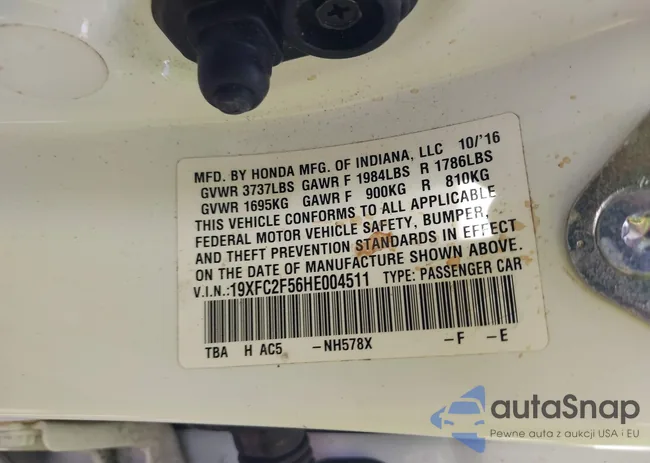 MFD. BY HONDA MFG. OF INDIANA, LLC 10/'16
GVWR 3737LBS GAWR F 1984LBS R 1786LBS
GVWR 1695KG GAWR F 900KG R 810KG
THIS VEHICLE CONFORMS TO ALL APPLICABLE
FEDERAL MOTOR VEHICLE SAFETY, BUMPER,
AND THEFT PREVENTION STANDARDS IN EFFECT
ON THE DATE OF MANUFACTURE SHOWN ABOVE.
V.I.N.:19XFC2F56HE004511 TYPE: PASSENGER CAR
TBA H AC5 -NH578X -F -E
autaSnap
Pewne auta z aukcji USA i EU